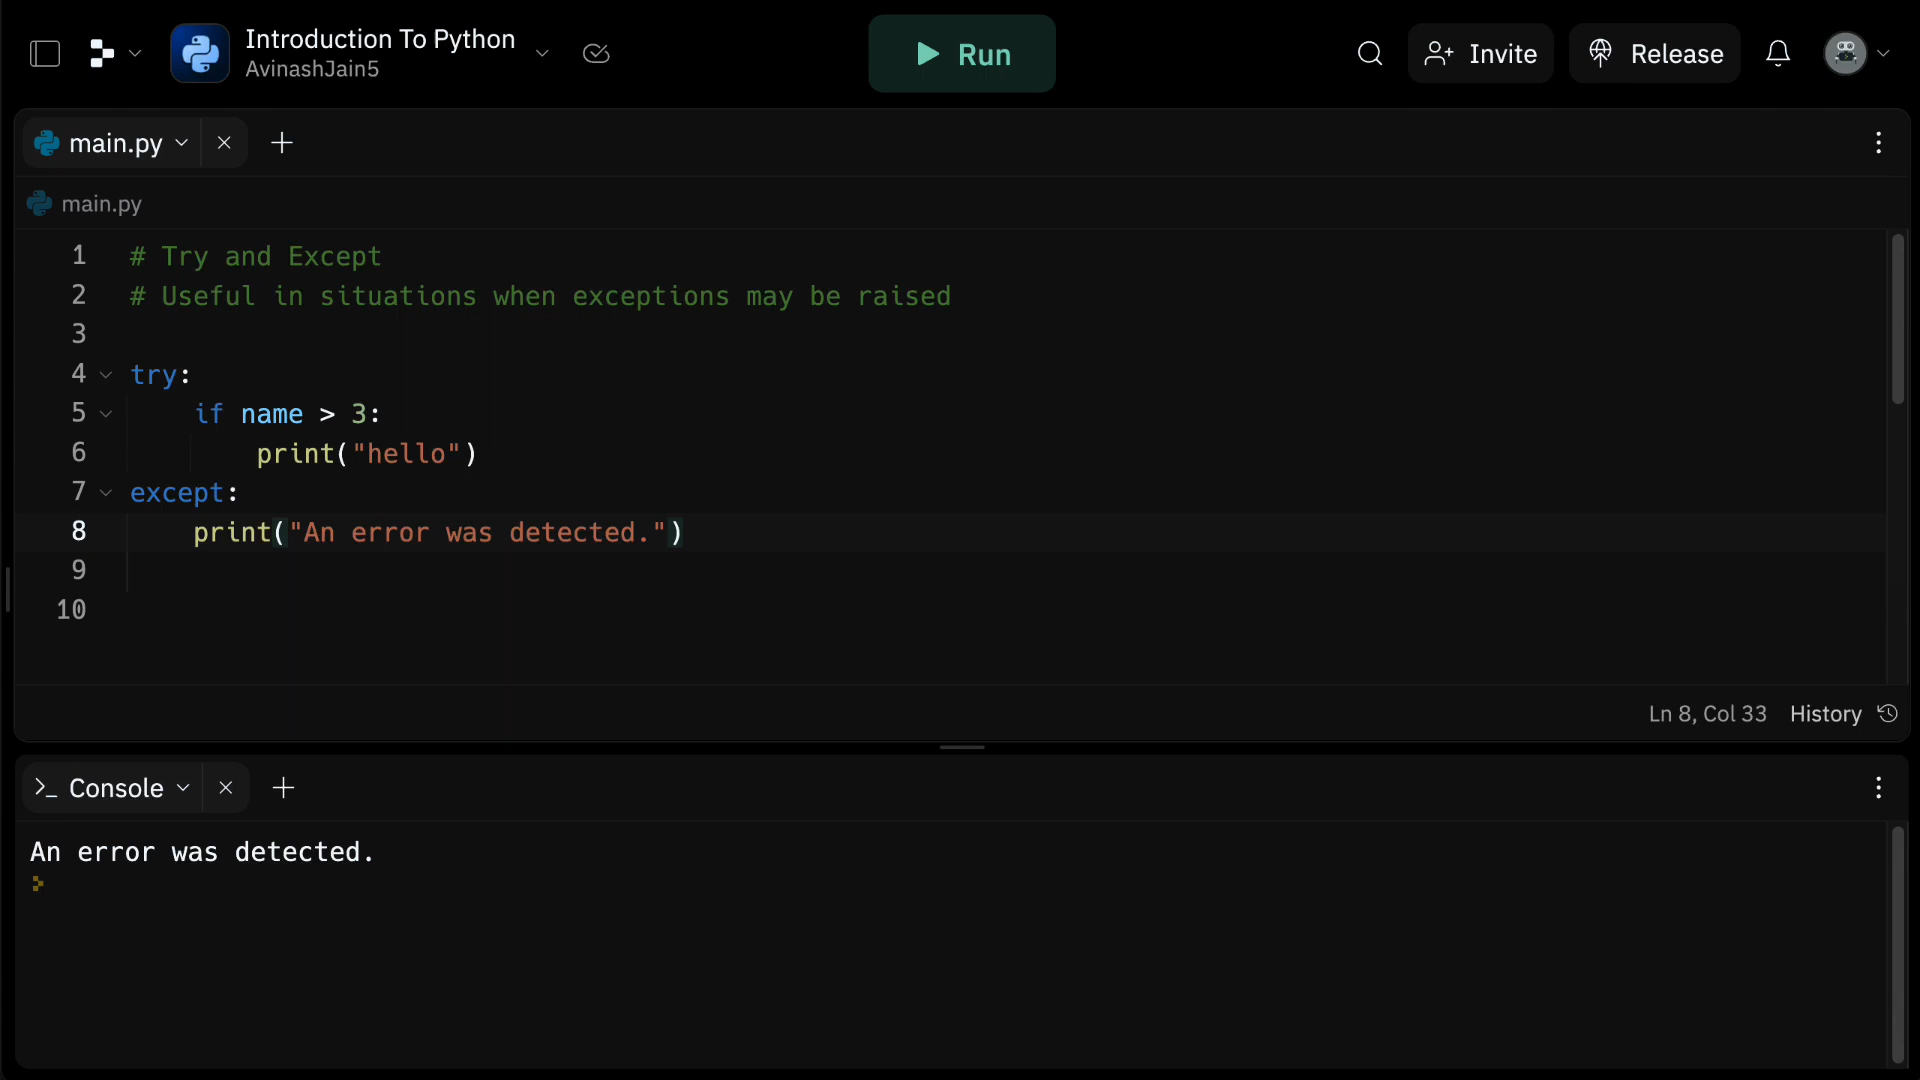 Introduction To Python
AvinashJain5
Run
Invite
Release
main.py
main.py
1 # Try and Except
2 # Useful in situations when exceptions may be raised
3
4 try:
5 if name > 3:
6 print("hello")
7 except:
8 print("An error was detected.")
9
10
Ln 8, Col 33 History
>_ Console
An error was detected.